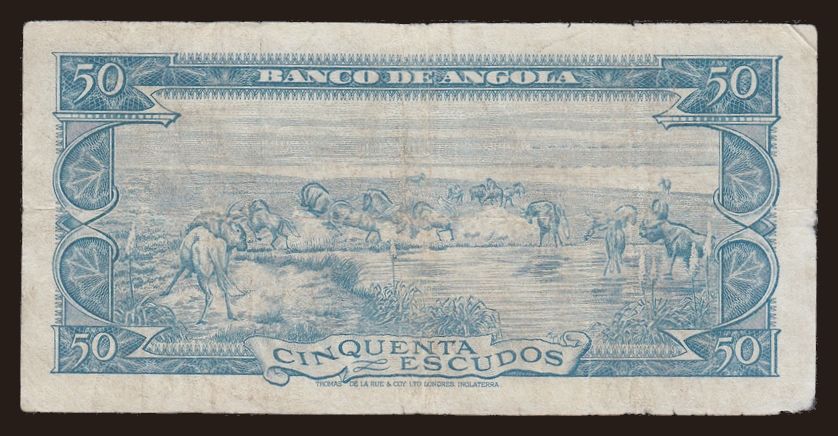 50 BANCO DE ANGOLA 50
CINQUENTA
ESCUDOS
50 50
THOMAS DE LA RUE & COY. LTD. LONDRES. INGLATERRA.